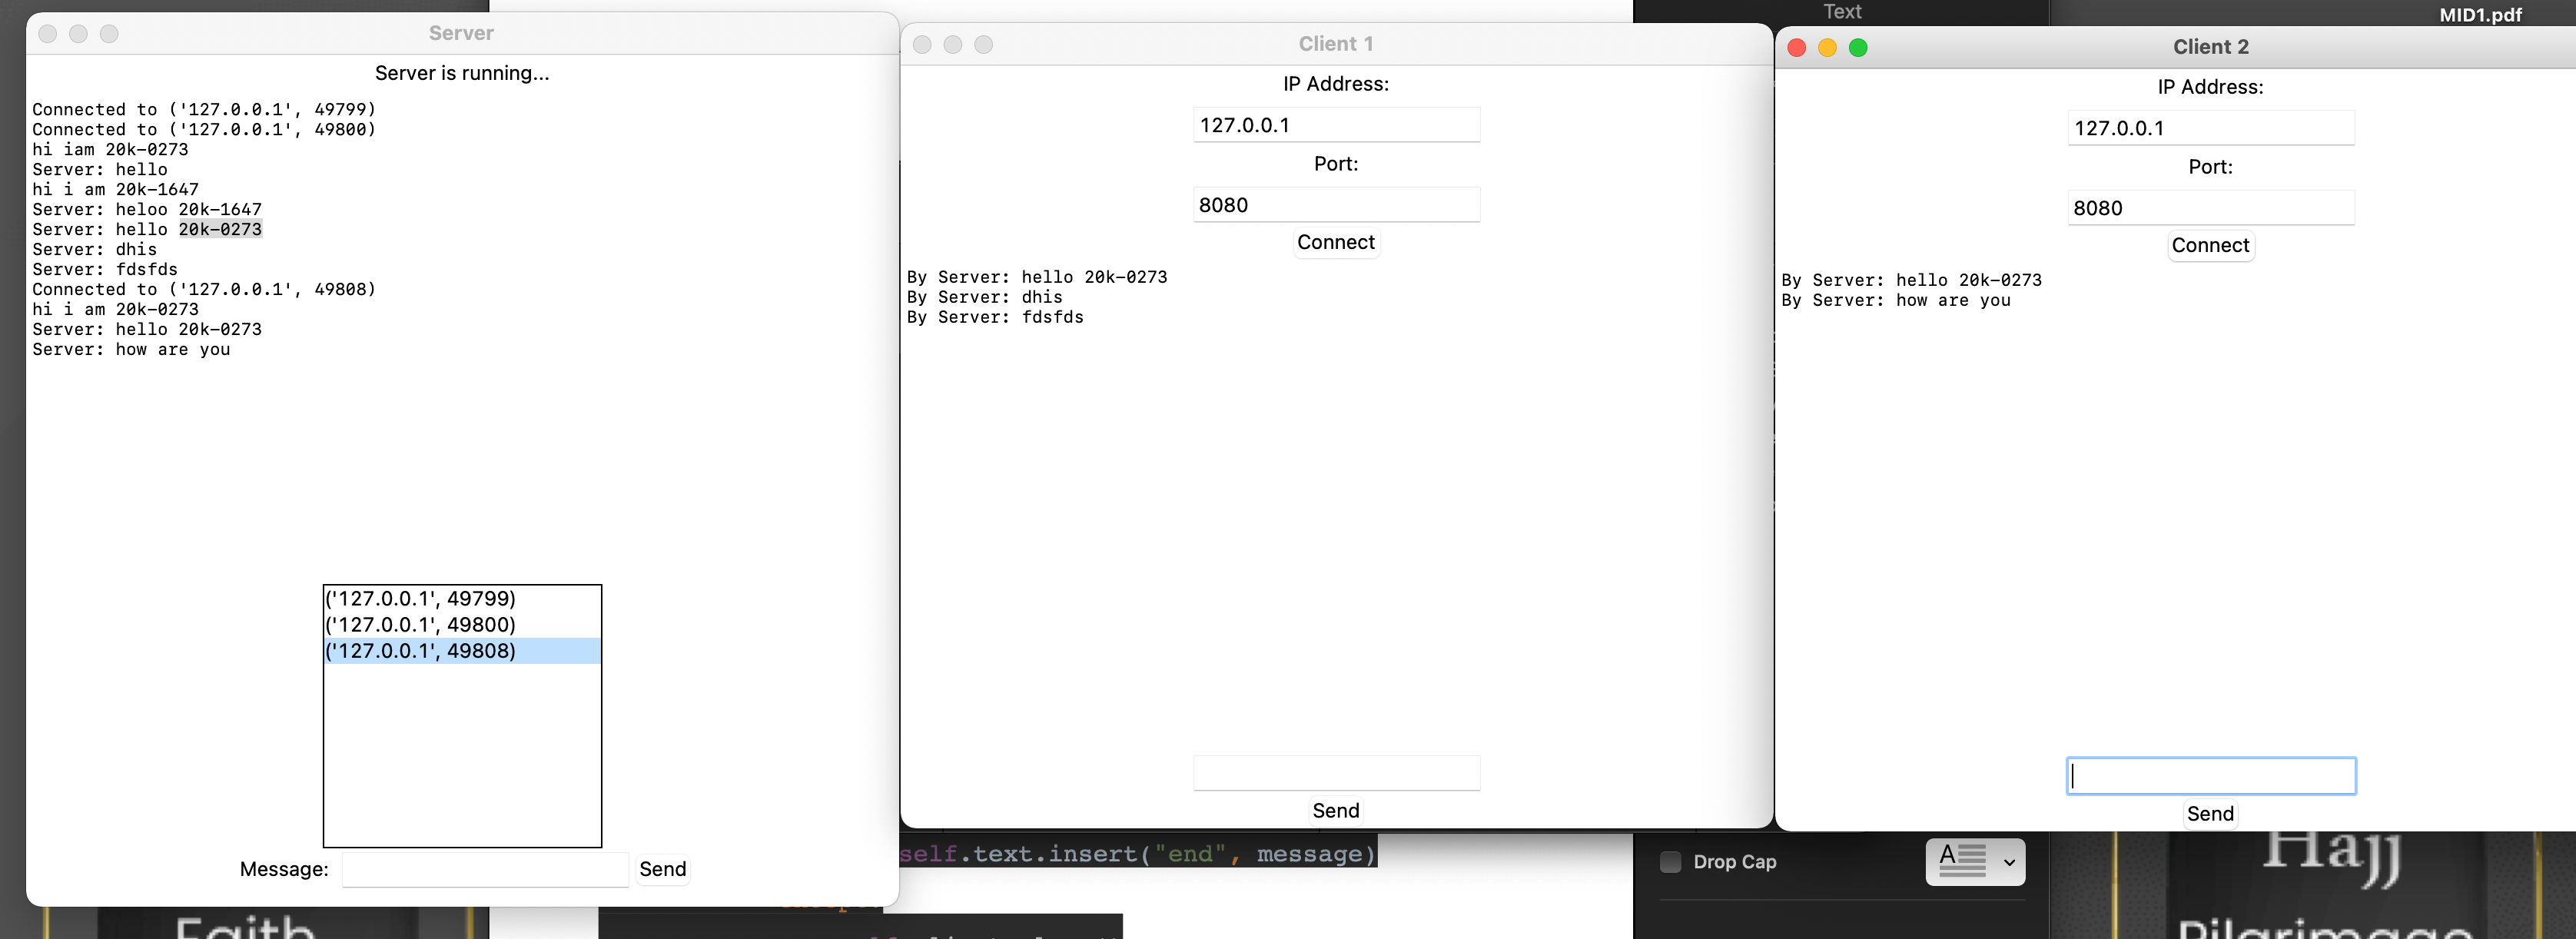 Server
Server is running...
Connected to ('127.0.0.1', 49799)
Connected to ('127.0.0.1', 49800)
hi iam 20k-0273
Server: hello
hi i am 20k-1647
Server: heloo 20k-1647
Server: hello 20k-0273
Server: dhis
Server: fdsfds
Connected to ('127.0.0.1', 49808)
hi i am 20k-0273
Server: hello 20k-0273
Server: how are you
('127.0.0.1', 49799)
('127.0.0.1', 49800)
('127.0.0.1', 49808)
Message:
Send
Client 1
IP Address:
127.0.0.1
Port:
8080
Connect
By Server: hello 20k-0273
By Server: dhis
By Server: fdsfds
Send
Text
MID1.pdf
Client 2
IP Address:
127.0.0.1
Port:
8080
Connect
By Server: hello 20k-0273
By Server: how are you
Send
self.text.insert("end", message)
Drop Cap
A
Hajj
Pilgrimage
Faith